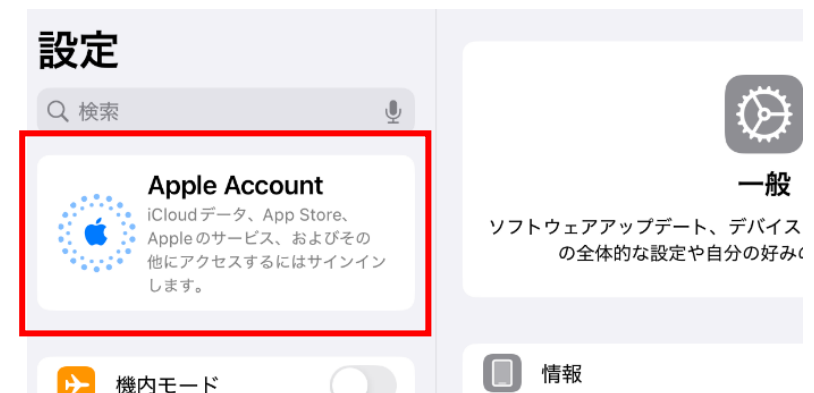 設定
検索
Apple Account
iCloudデータ、App Store、
Appleのサービス、およびその
他にアクセスするにはサインイン
します。
機内モード
一般
ソフトウェアアップデート、デバイス
の全体的な設定や自分の好み
情報